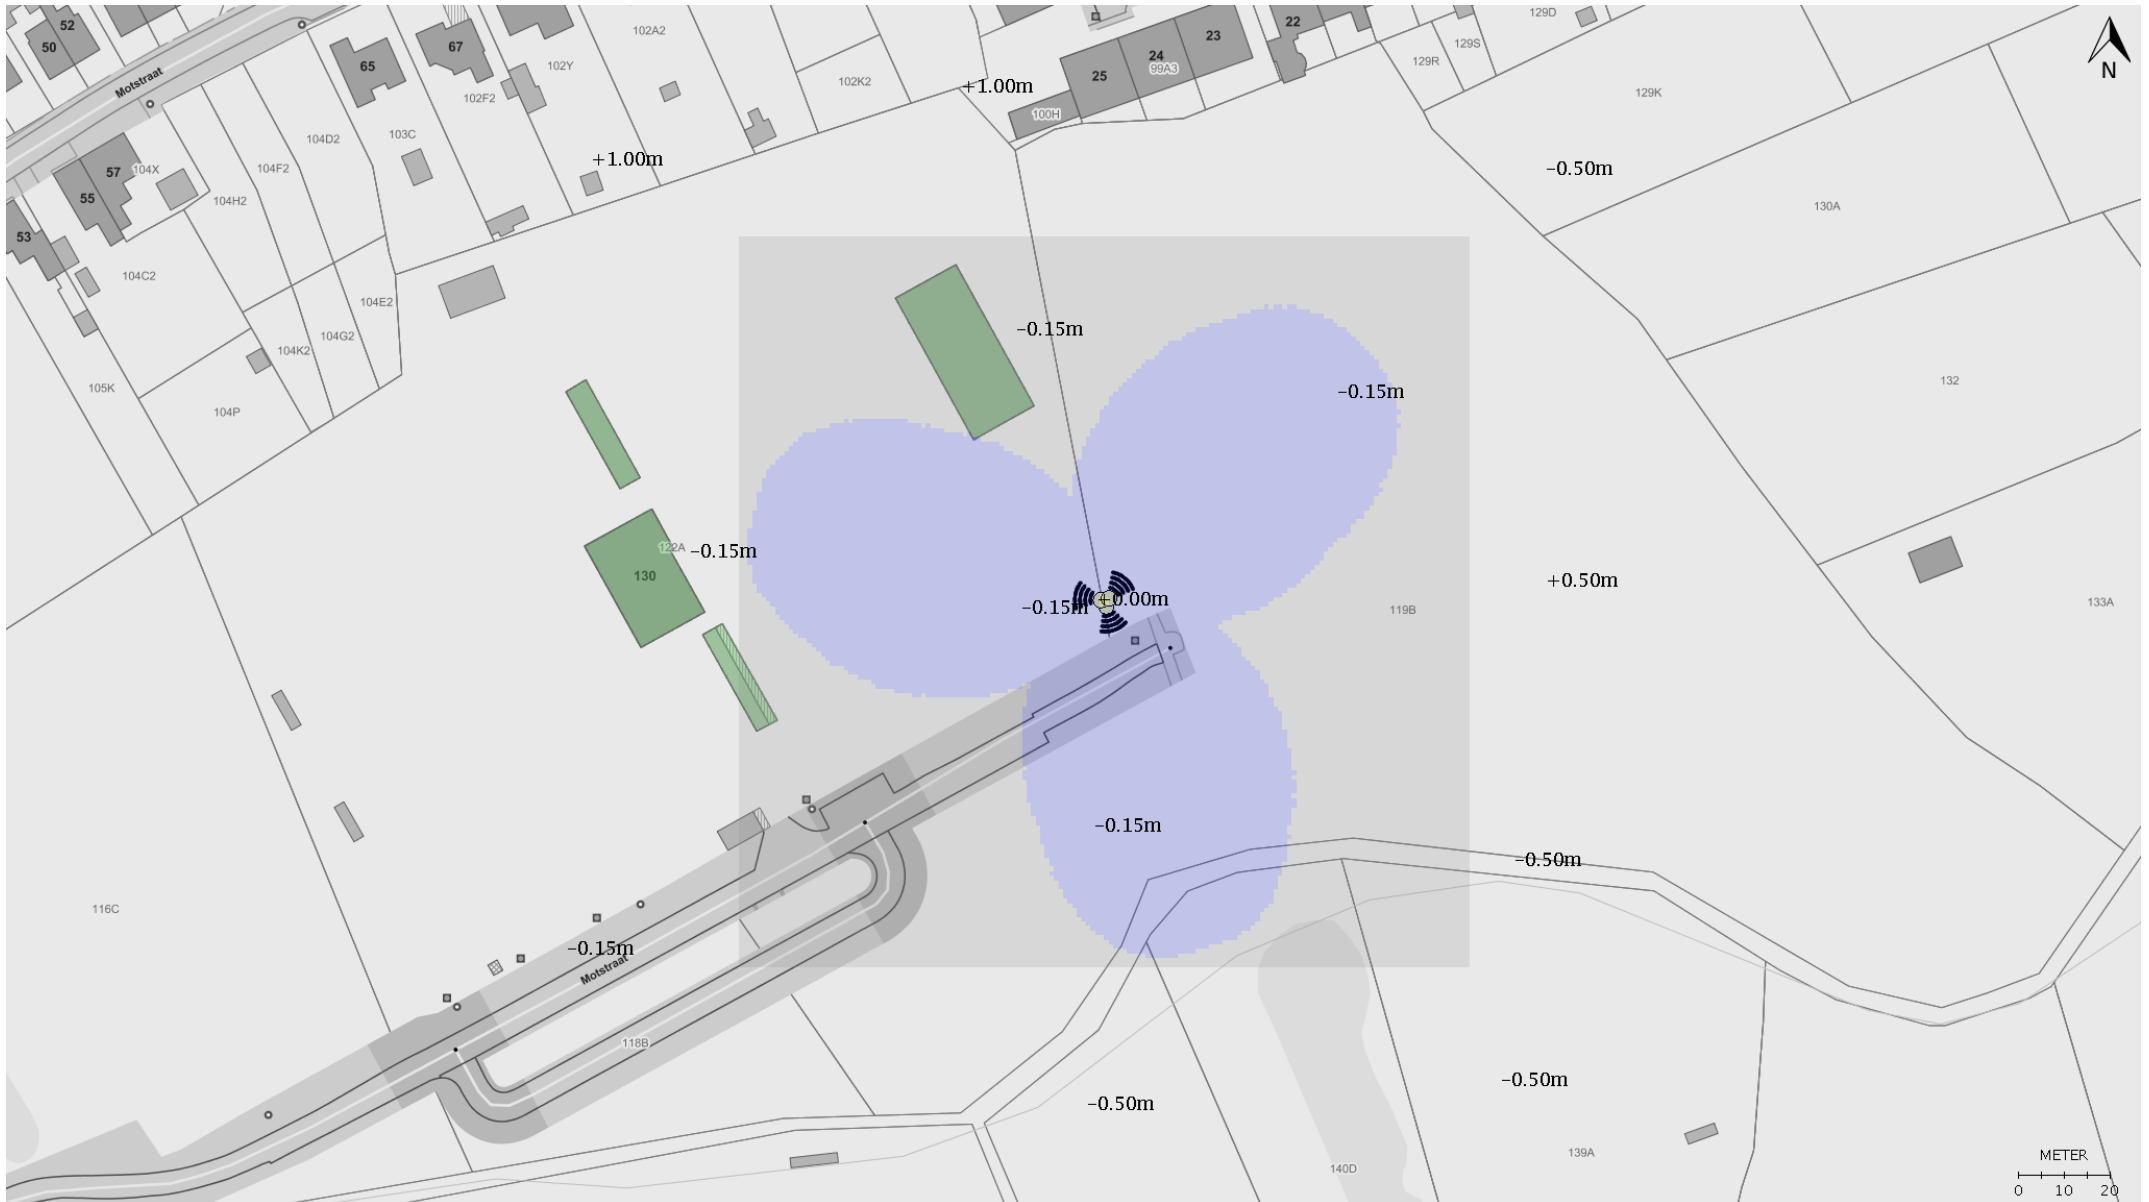 52
50
Motstraat
65
67
102F2
102Y
102A2
102K2
+1.00m
25
24
99A3
23
22
100H
129D
129S
129R
129K
N
-0.50m
103C
104D2
104F2
104H2
104X
57
55
53
+1.00m
130A
104C2
104E2
104G2
104K2
105K
104P
-0.15m
-0.15m
132
122A
-0.15m
130
-0.15m
+0.00m
+0.50m
119B
133A
-0.15m
-0.50m
116C
-0.15m
Motstraat
118B
-0.50m
-0.50m
139A
140D
METER
0 10 20